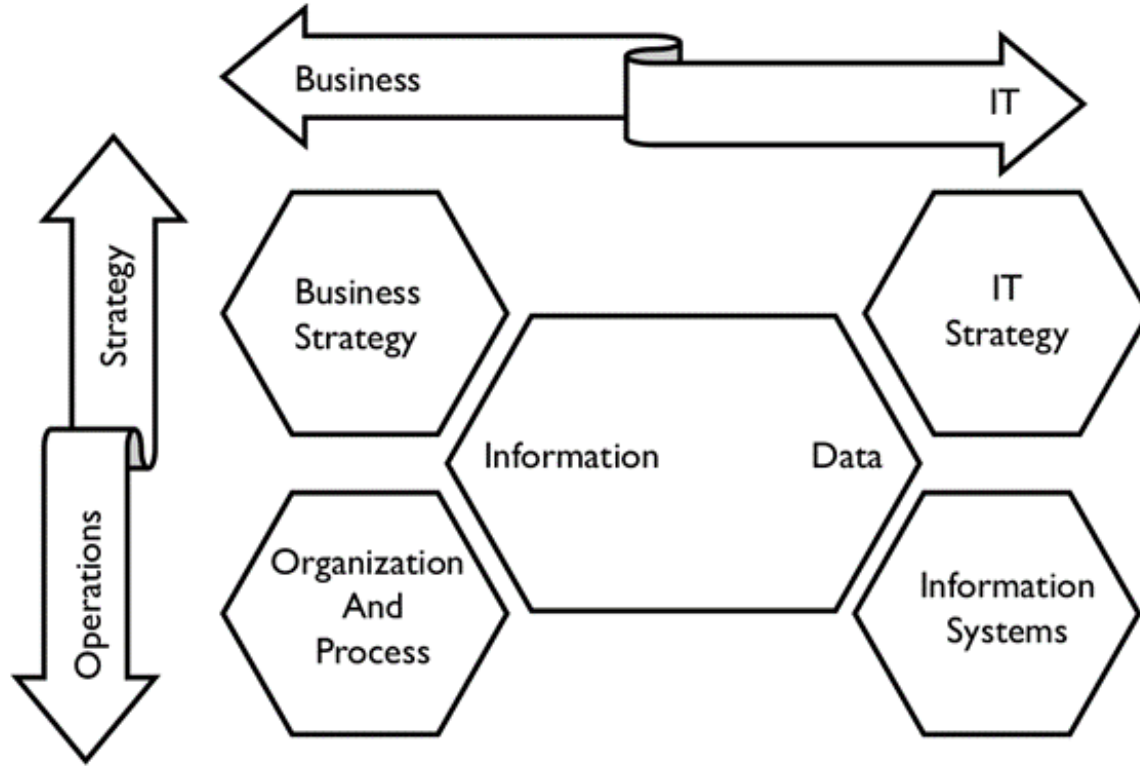 Business
IT
Strategy
Operations
Business
Strategy
IT
Strategy
Information
Data
Organization
And
Process
Information
Systems